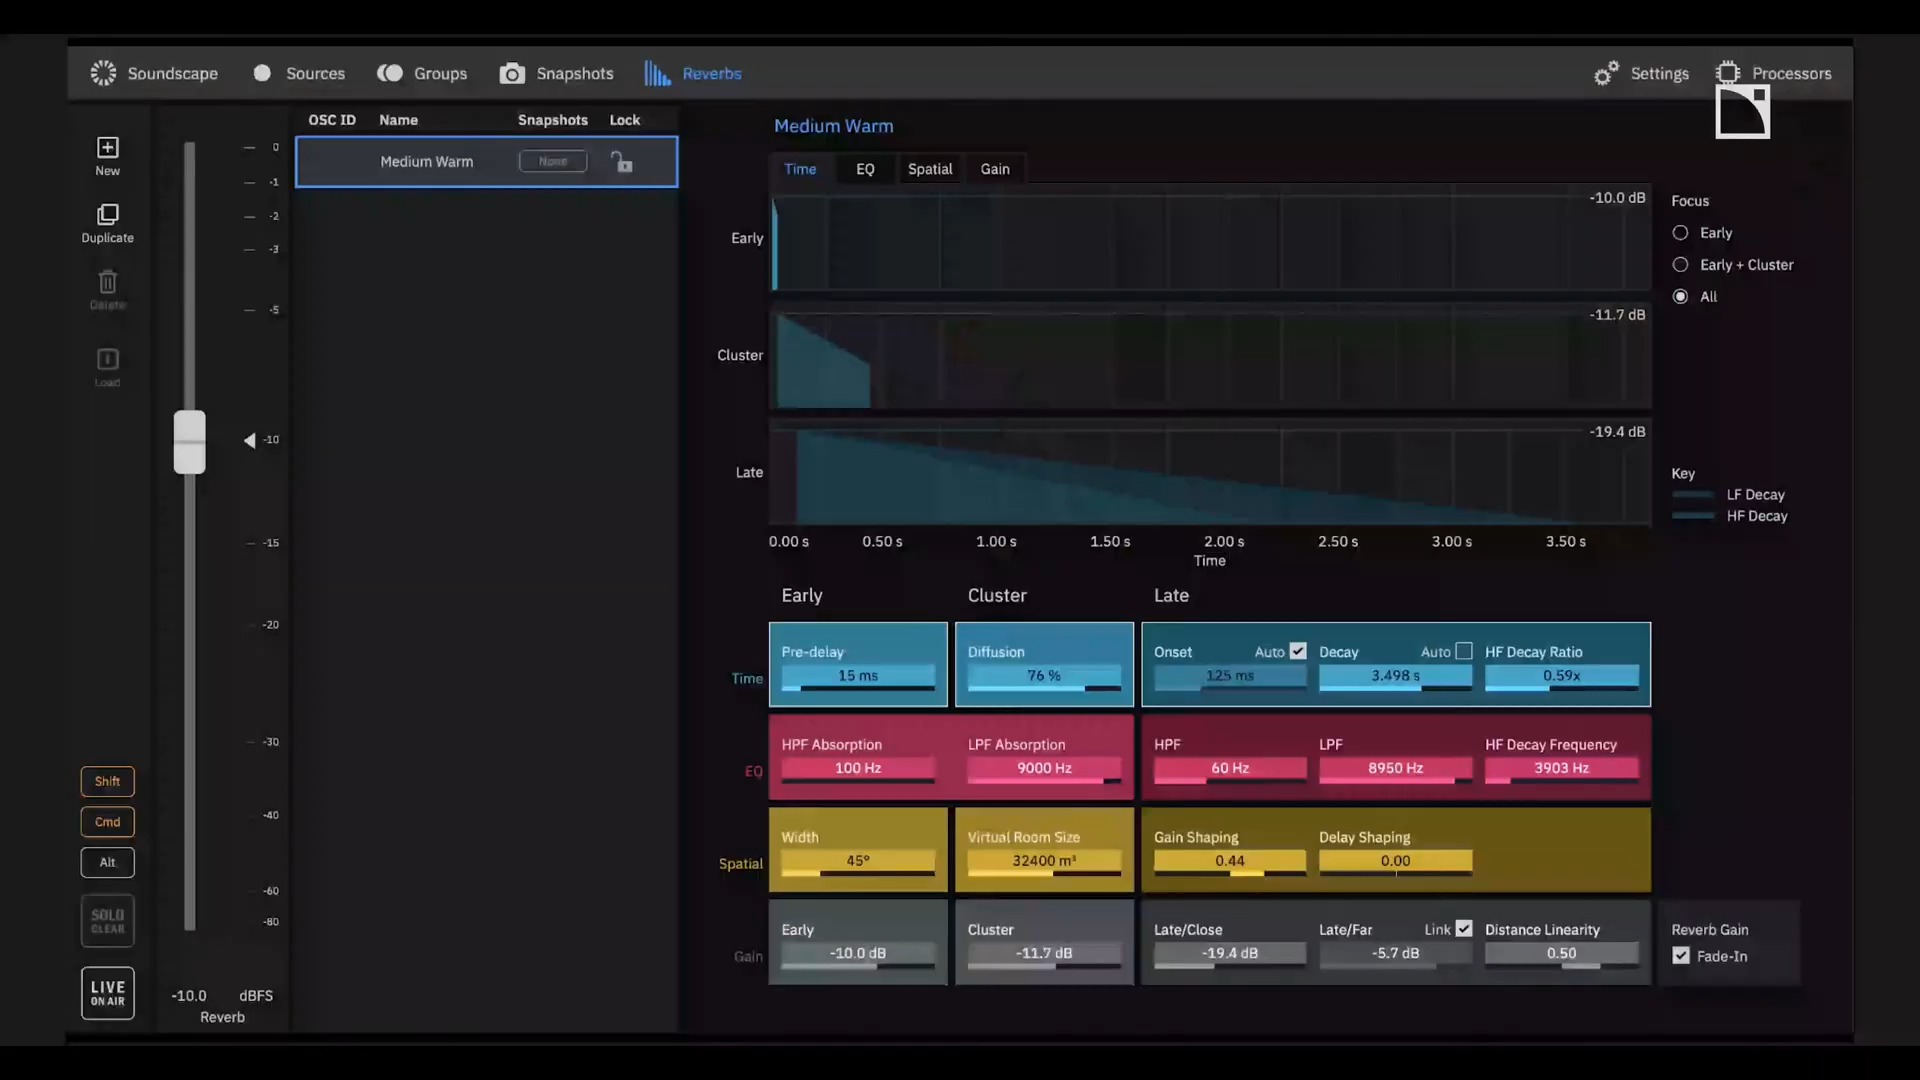 Soundscape Sources Groups Snapshots Reverbs Settings Processors
OSC ID Name Snapshots Lock
Medium Warm None
New
Duplicate
Delete
Load
Shift
Cmd
Alt
SOLO
CLEAR
LIVE
ON AIR
0
-1
-2
-3
-5
-10
-15
-20
-30
-40
-60
-80
-10.0 dBFS
Reverb
Medium Warm
Time EQ Spatial Gain
Early -10.0 dB
Cluster -11.7 dB
Late -19.4 dB
0.00 s 0.50 s 1.00 s 1.50 s 2.00 s 2.50 s 3.00 s 3.50 s
Time
Focus
Early
Early + Cluster
All
Key
LF Decay
HF Decay
Early Cluster Late
Time
Pre-delay Diffusion Onset Auto Decay Auto HF Decay Ratio
15 ms 76 % 125 ms 3.498 s 0.59x
EQ
HPF Absorption LPF Absorption HPF LPF HF Decay Frequency
100 Hz 9000 Hz 60 Hz 8950 Hz 3903 Hz
Spatial
Width Virtual Room Size Gain Shaping Delay Shaping
45° 32400 m³ 0.44 0.00
Gain
Early Cluster Late/Close Late/Far Link Distance Linearity
-10.0 dB -11.7 dB -19.4 dB -5.7 dB 0.50
Reverb Gain
Fade-In